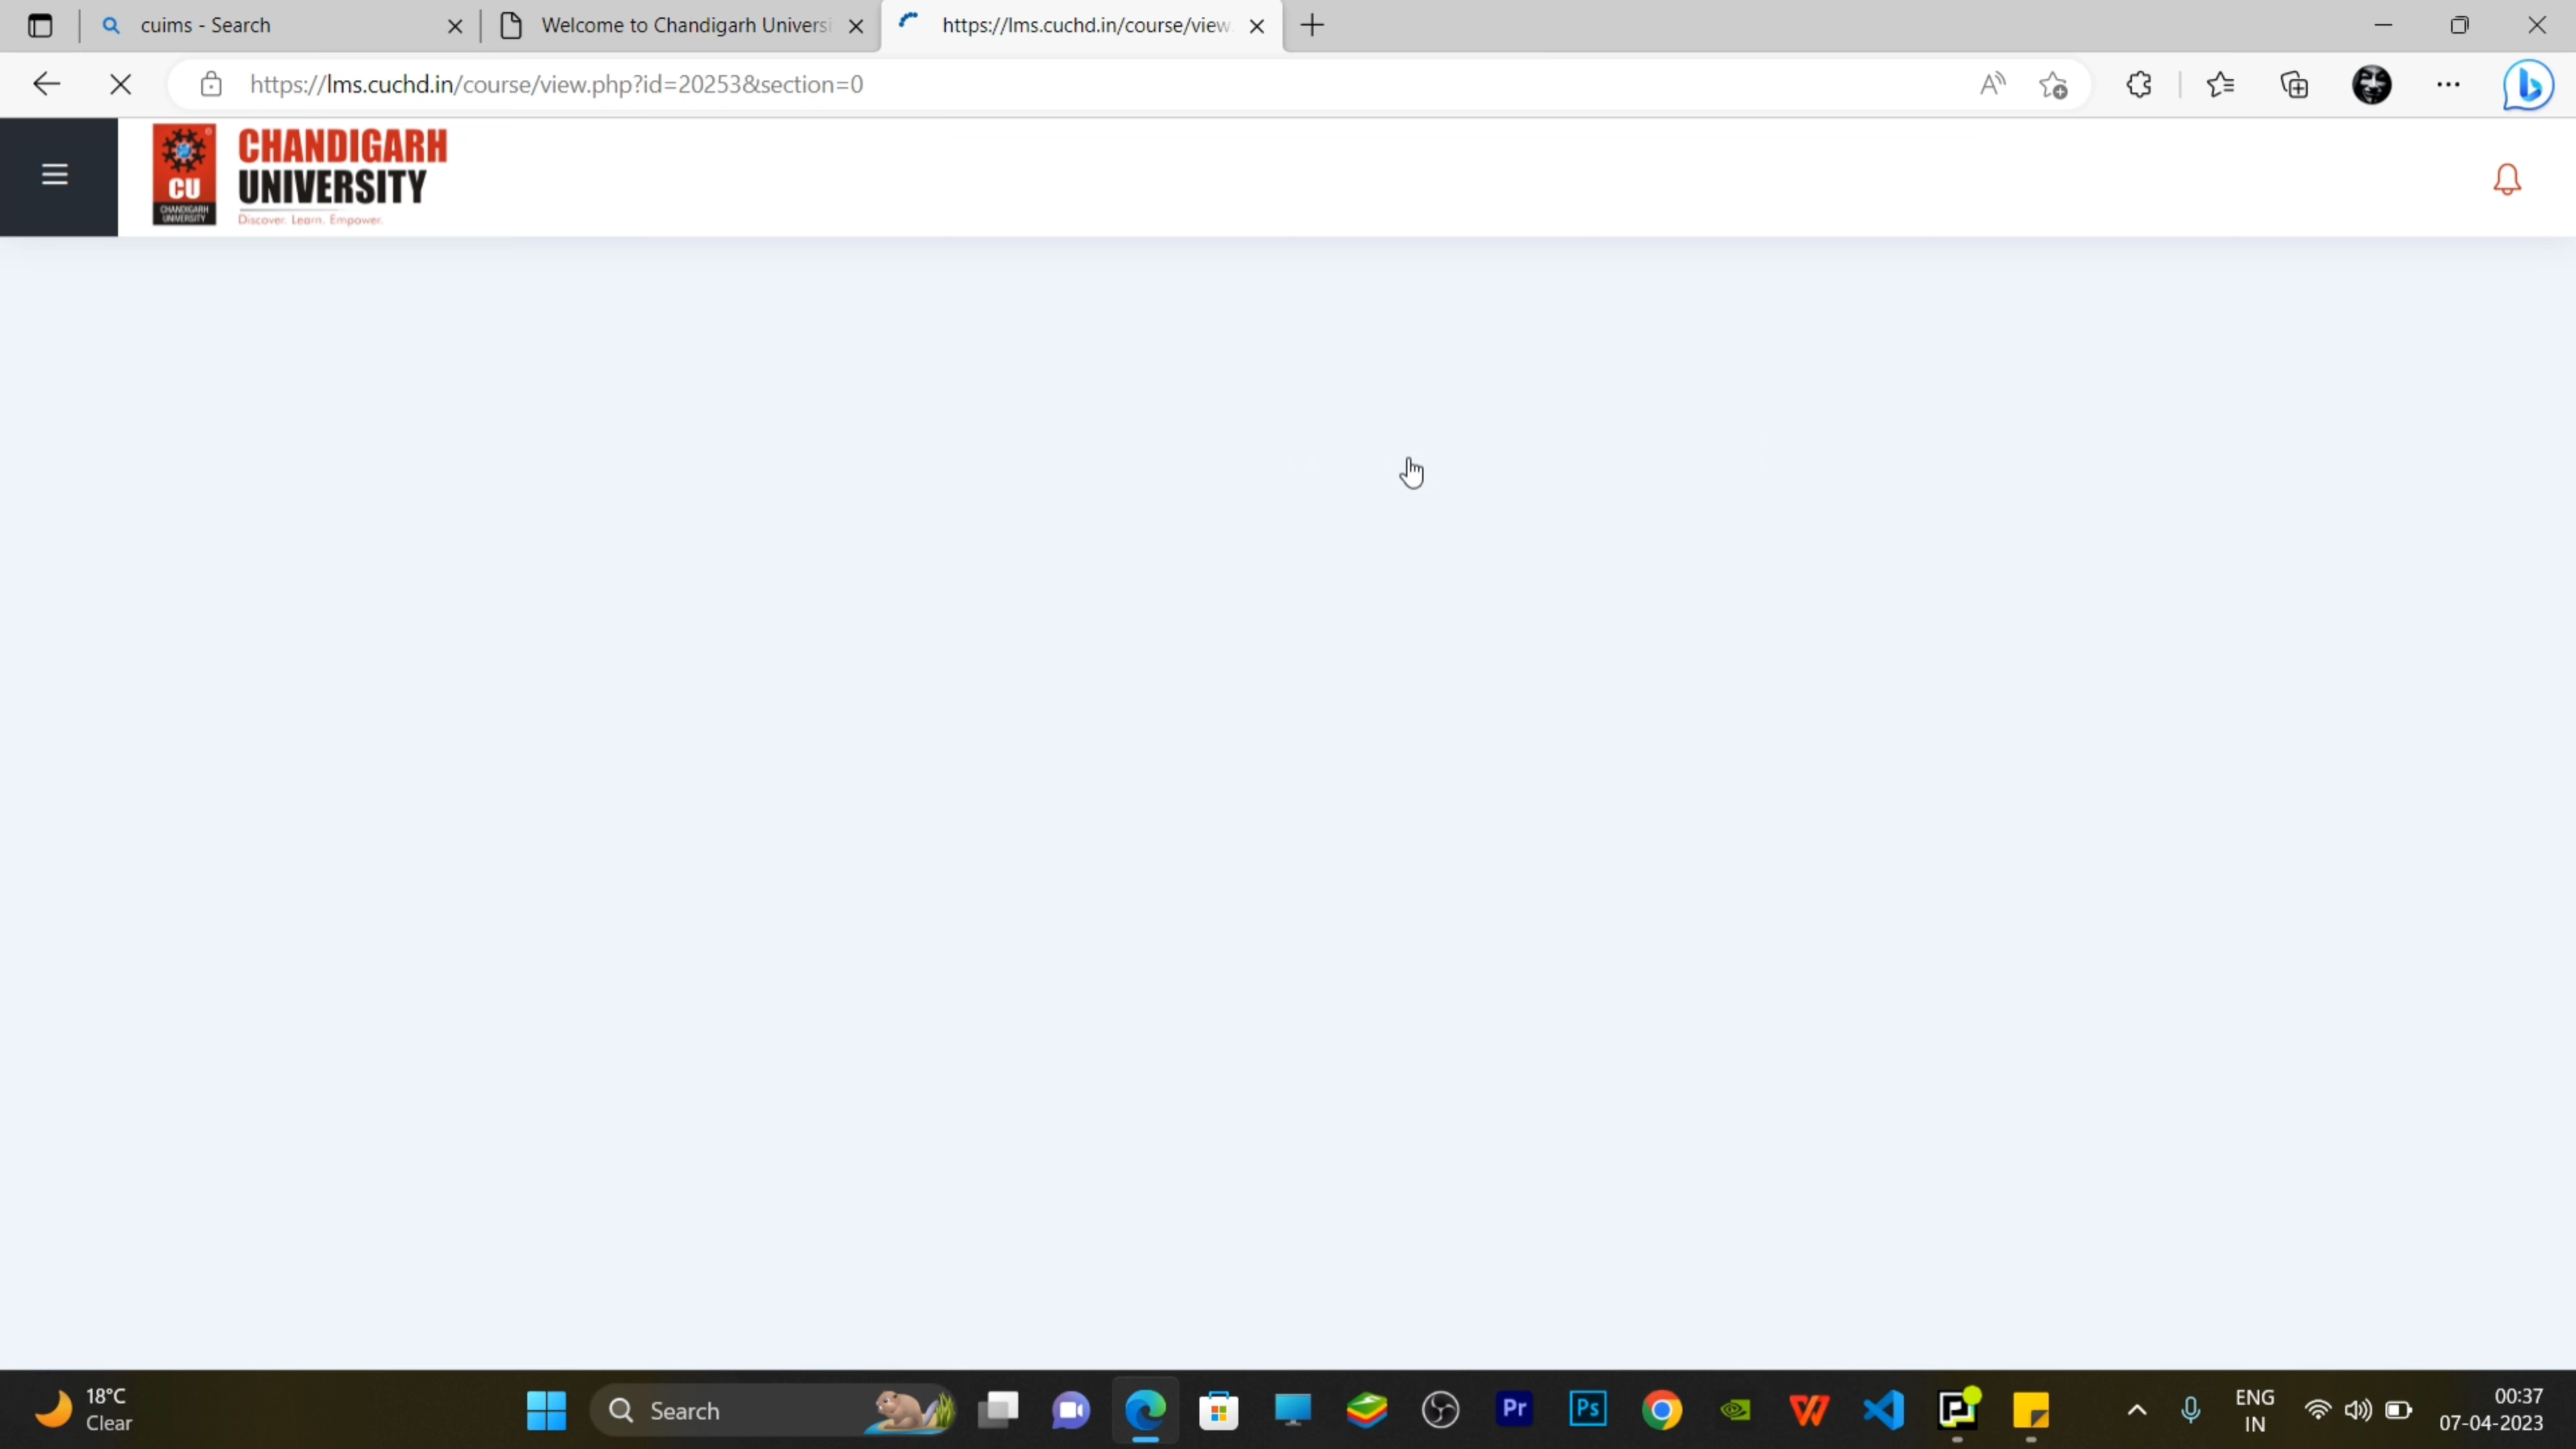 cuims - Search
Welcome to Chandigarh Universi
https://lms.cuchd.in/course/view.
https://lms.cuchd.in/course/view.php?id=20253&section=0
CU
CHANDIGARH
UNIVERSITY
CHANDIGARH
UNIVERSITY
Discover. Learn. Empower.
18°C
Clear
Search
Pr
Ps
ENG
IN
00:37
07-04-2023